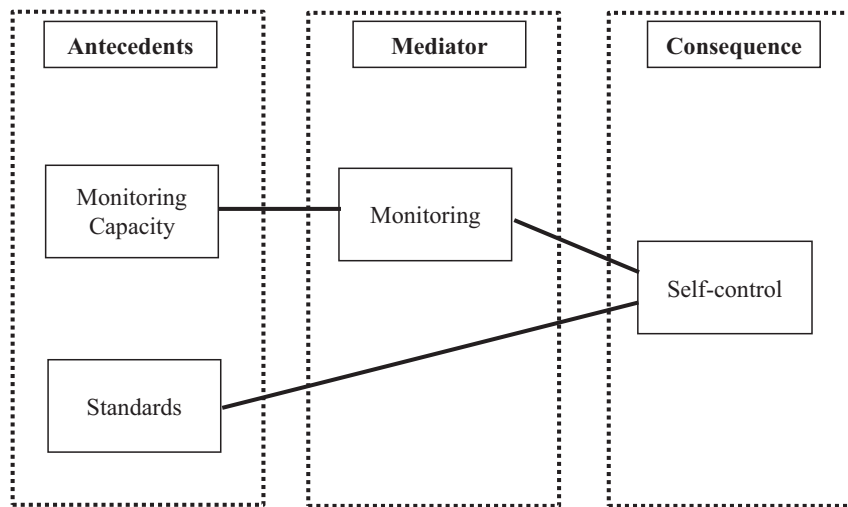 Antecedents
Mediator
Consequence
Monitoring
Capacity
Monitoring
Self-control
Standards